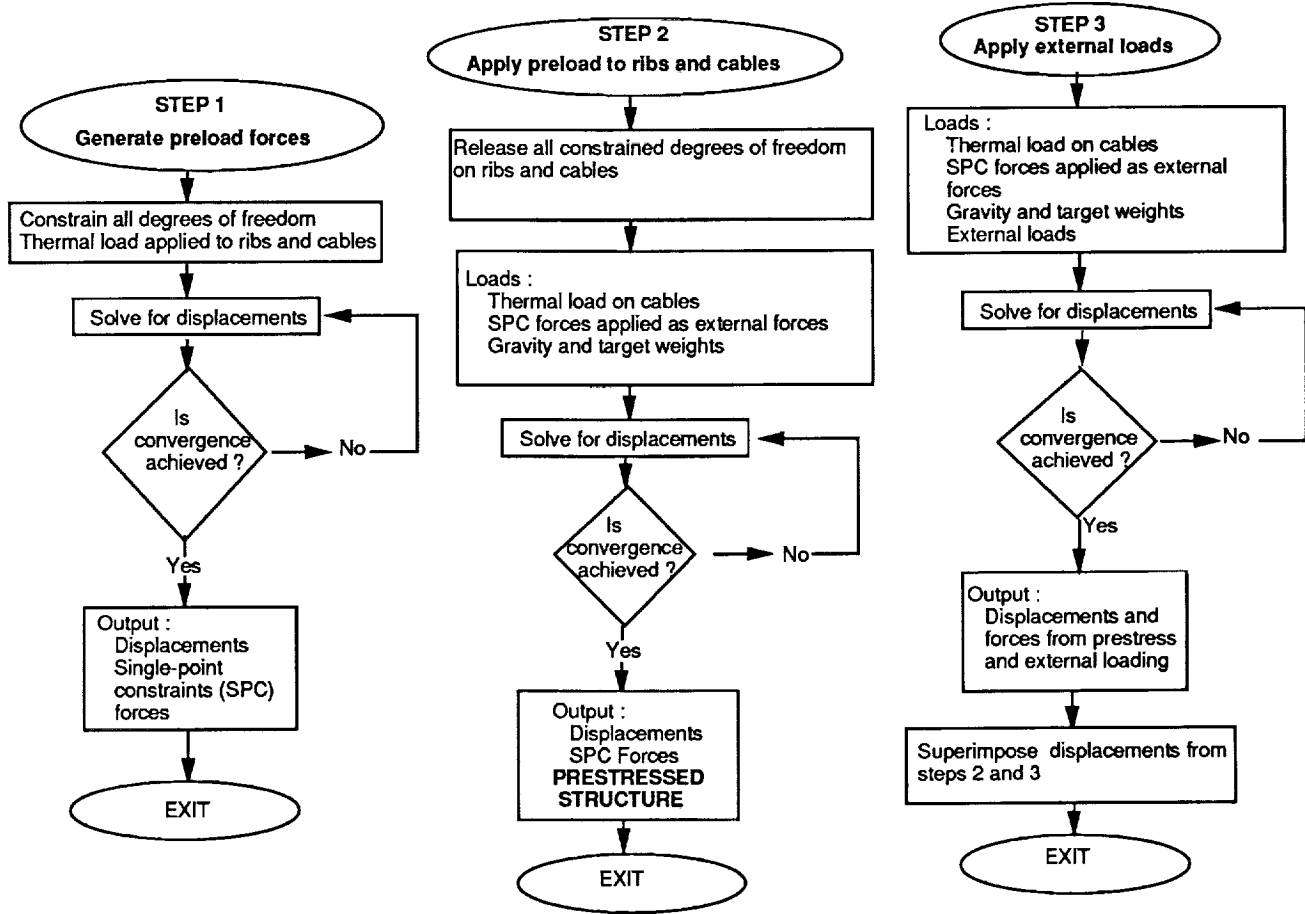 STEP 1
Generate preload forces
Constrain all degrees of freedom
Thermal load applied to ribs and cables
Solve for displacements
Is
convergence
achieved ?
No
Yes
Output :
Displacements
Single-point
constraints (SPC)
forces
EXIT
STEP 2
Apply preload to ribs and cables
Release all constrained degrees of freedom
on ribs and cables
Loads :
Thermal load on cables
SPC forces applied as external forces
Gravity and target weights
Solve for displacements
Is
convergence
achieved ?
No
Yes
Output :
Displacements
SPC Forces
PRESTRESSED
STRUCTURE
EXIT
STEP 3
Apply external loads
Loads :
Thermal load on cables
SPC forces applied as external
forces
Gravity and target weights
External loads
Solve for displacements
Is
convergence
achieved ?
No
Yes
Output :
Displacements and
forces from prestress
and external loading
Superimpose displacements from
steps 2 and 3
EXIT